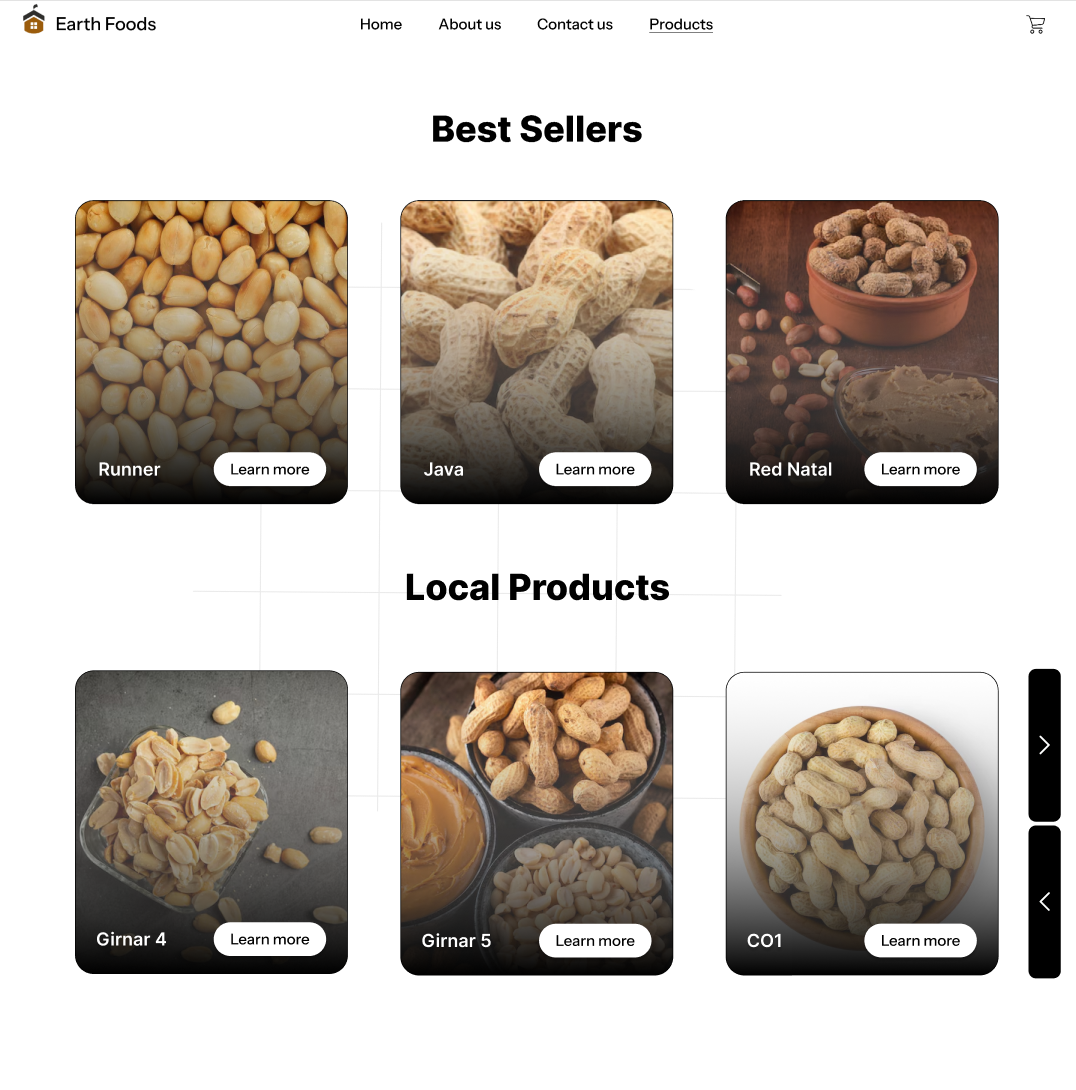 Earth Foods
Home
About us
Contact us
Products
Best Sellers
Runner
Learn more
Java
Learn more
Red Natal
Learn more
Local Products
Girnar 4
Learn more
Girnar 5
Learn more
CO1
Learn more